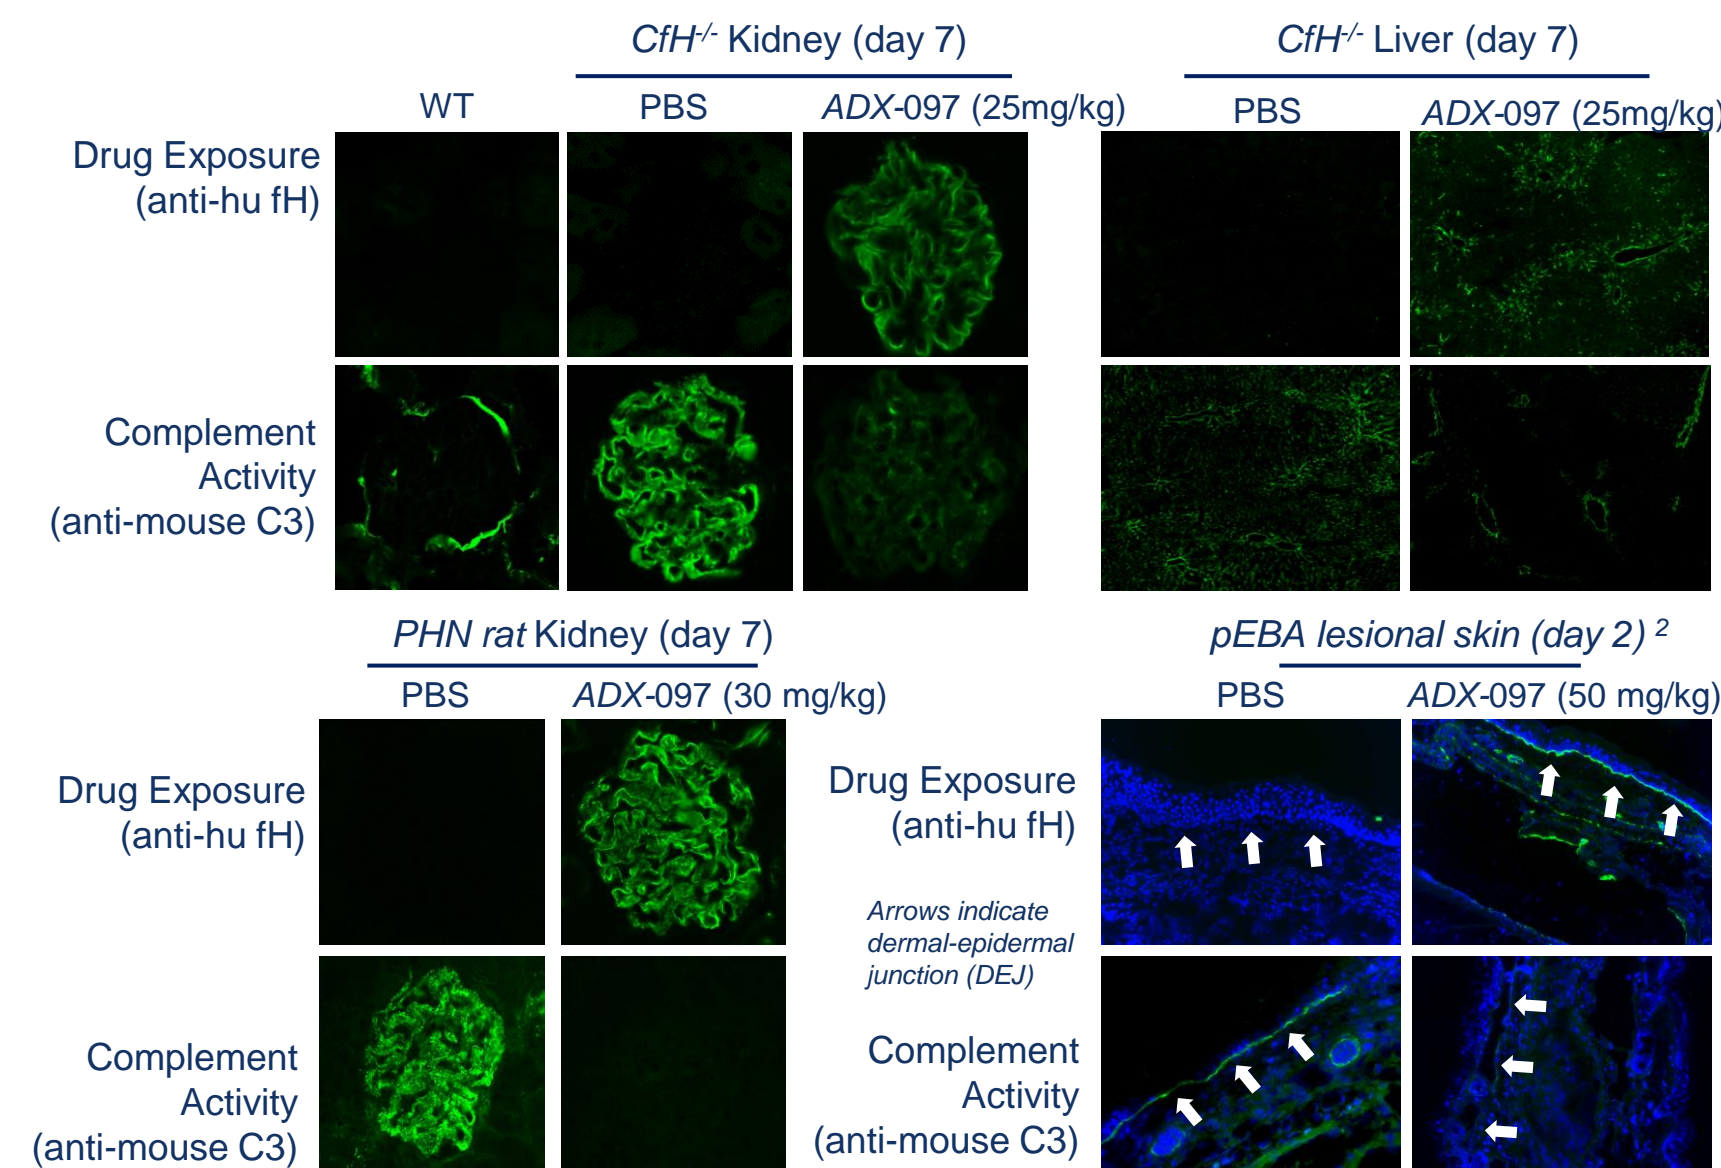 CfH-/- Kidney (day 7)
CfH-/- Liver (day 7)
WT
PBS
ADX-097 (25mg/kg)
PBS
ADX-097 (25mg/kg)
Drug Exposure
(anti-hu fH)
Complement
Activity
(anti-mouse C3)
PHN rat Kidney (day 7)
PBS
ADX-097 (30 mg/kg)
Drug Exposure
(anti-hu fH)
Complement
Activity
(anti-mouse C3)
pEBA lesional skin (day 2) 2
PBS
ADX-097 (50 mg/kg)
Drug Exposure
(anti-hu fH)
Arrows indicate
dermal-epidermal
junction (DEJ)
Complement
Activity
(anti-mouse C3)